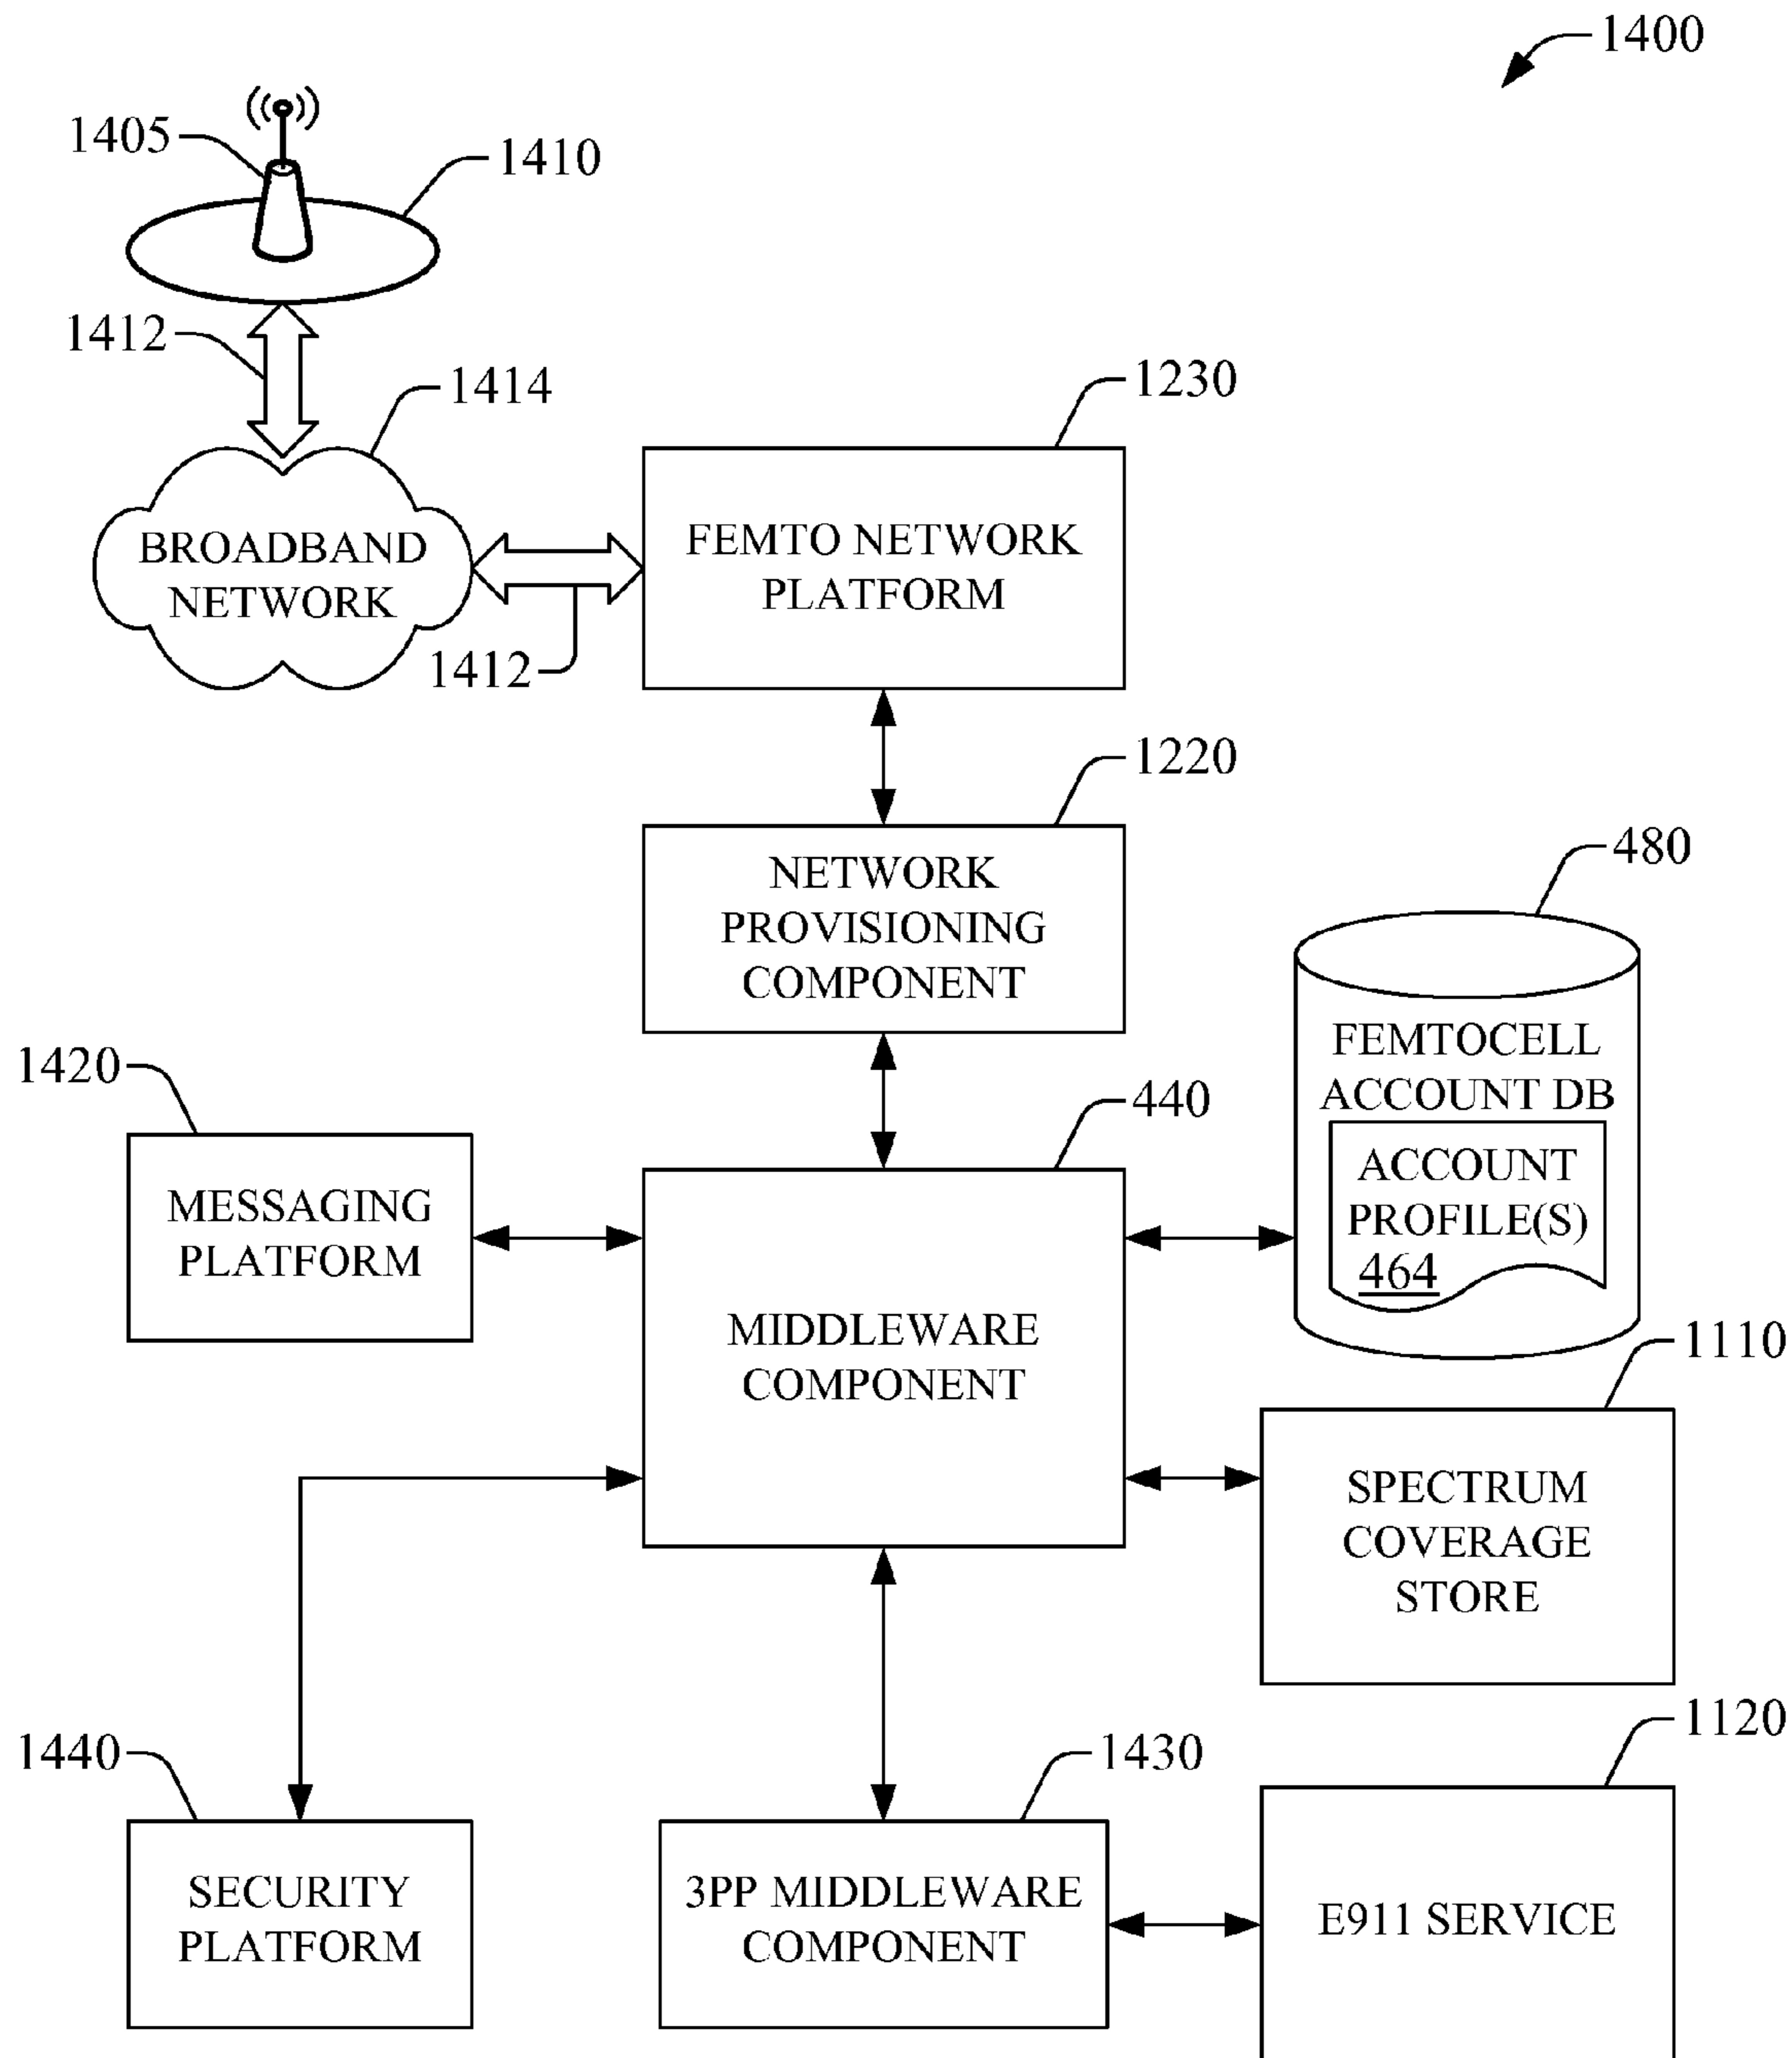 1400
1405
1410
1412
1414
1230
BROADBAND
NETWORK
FEMTO NETWORK
PLATFORM
1412
1220
NETWORK
PROVISIONING
COMPONENT
480
FEMTOCELL
ACCOUNT DB
ACCOUNT
PROFILE(S)
464
1420
440
MESSAGING
PLATFORM
MIDDLEWARE
COMPONENT
1110
SPECTRUM
COVERAGE
STORE
1440
1430
1120
SECURITY
PLATFORM
3PP MIDDLEWARE
COMPONENT
E911 SERVICE